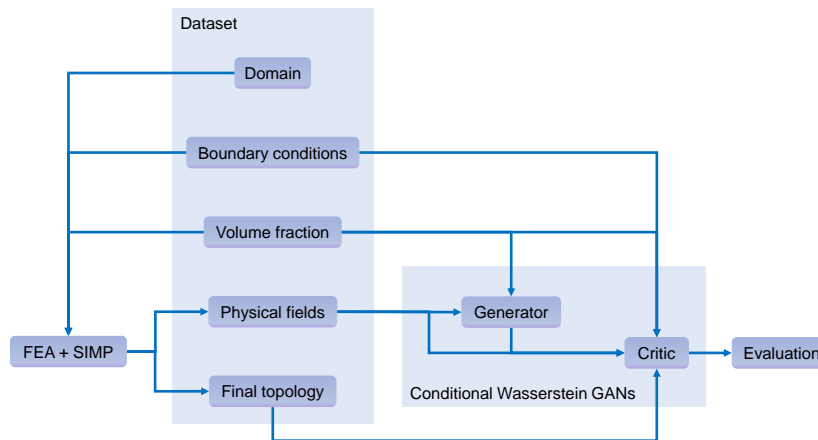 Dataset
Domain
Boundary conditions
Volume fraction
Physical fields
Generator
FEA + SIMP
Critic
Evaluation
Final topology
Conditional Wasserstein GANs